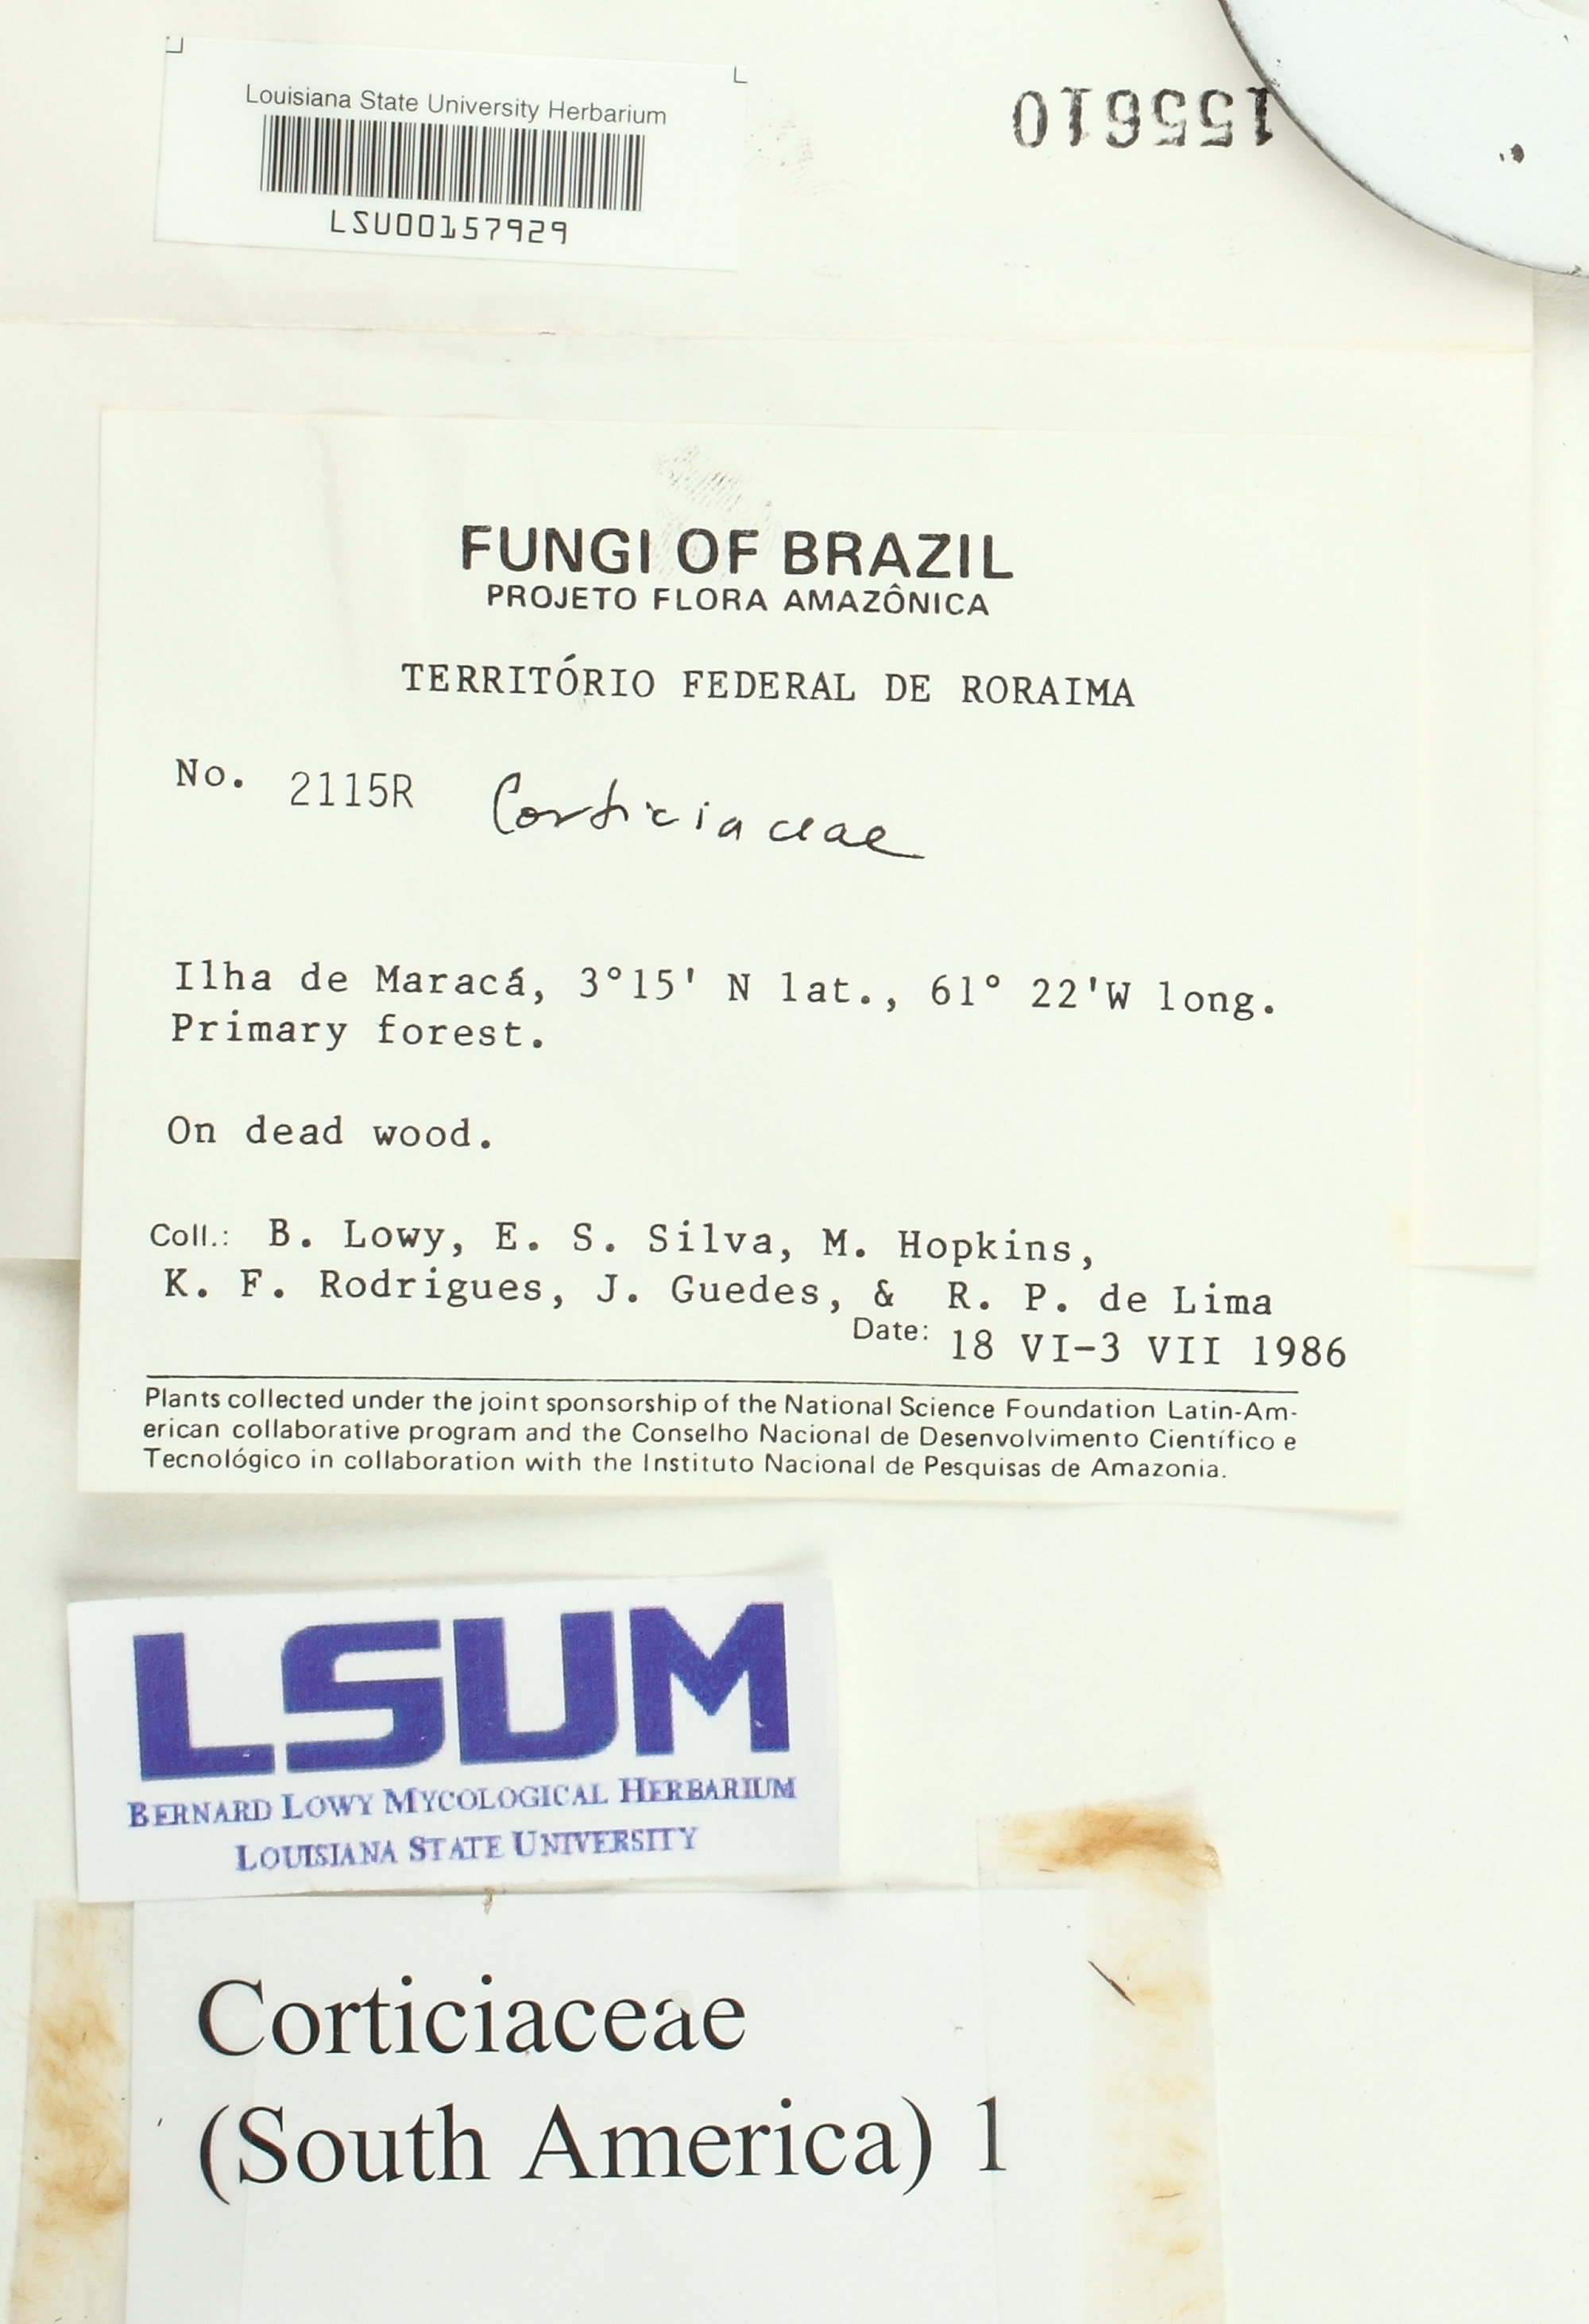 Louisiana State University Herbarium
LSU00157929
155610
FUNGI OF BRAZIL
PROJETO FLORA AMAZÔNICA
TERRITÓRIO FEDERAL DE RORAIMA
No. 2115R Corticiaceae
Ilha de Maracá, 3°15' N lat., 61° 22'W long.
Primary forest.
On dead wood.
Coll.: B. Lowy, E. S. Silva, M. Hopkins,
K. F. Rodrigues, J. Guedes, & R. P. de Lima
Date: 18 VI-3 VII 1986
Plants collected under the joint sponsorship of the National Science Foundation Latin-Am-
erican collaborative program and the Conselho Nacional de Desenvolvimento Científico e
Tecnológico in collaboration with the Instituto Nacional de Pesquisas de Amazonia.
LSUM
BERNARD LOWY MYCOLOGICAL HERBARIUM
LOUISIANA STATE UNIVERSITY
Corticiaceae
(South America) 1